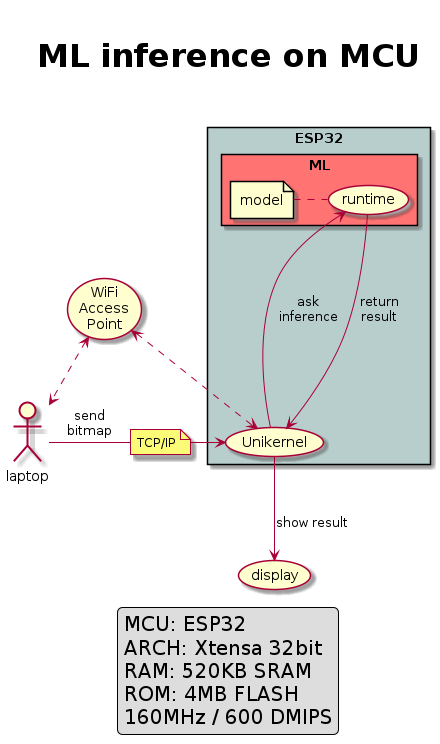 ML inference on MCU
ESP32
ML
model
runtime
ask
inference
return
result
WiFi
Access
Point
send
bitmap
TCP/IP
Unikernel
laptop
show result
display
MCU: ESP32
ARCH: Xtensa 32bit
RAM: 520KB SRAM
ROM: 4MB FLASH
160MHz / 600 DMIPS